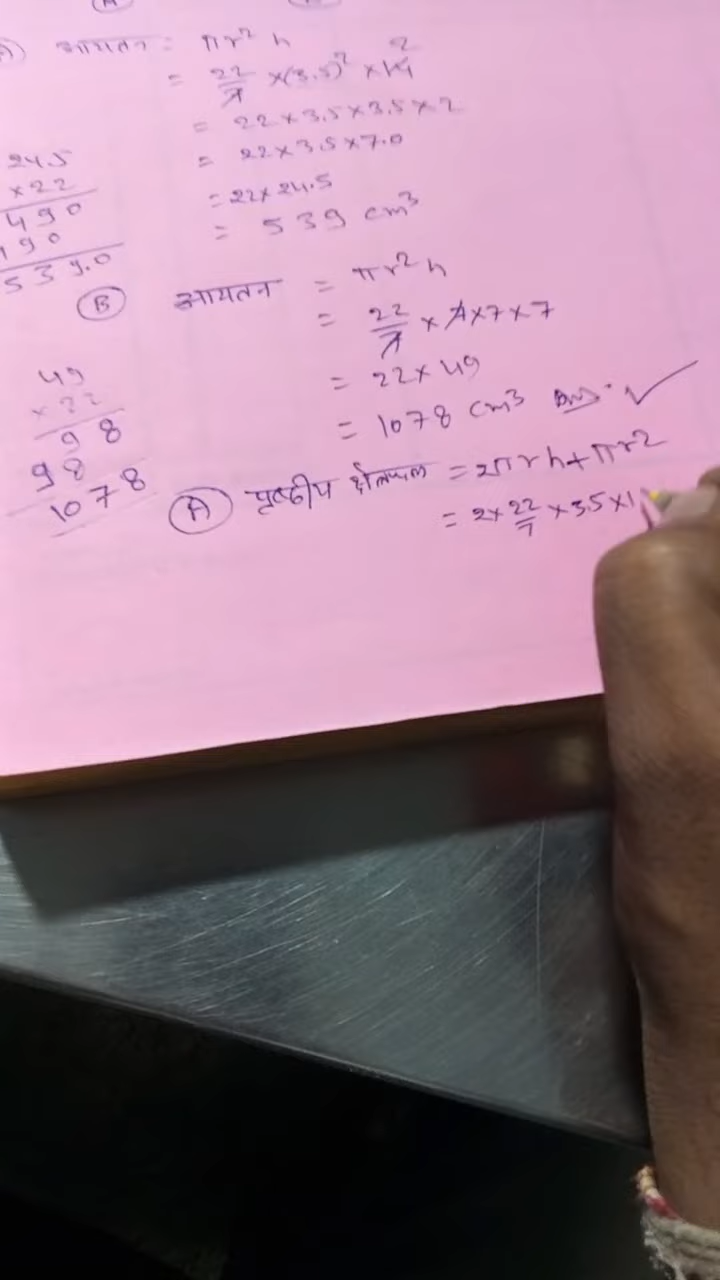 A) आयतन = πr² h
= 22/7 × (3.5)² × 14 2
= 22 × 3.5 × 3.5 × 2
= 22 × 3.5 × 7.0
= 22 × 24.5
= 539 cm³
24.5
× 22
490
490
539.0
B आयतन = πr² h
= 22/7 × 7 × 7 × 7
= 22 × 49
= 1078 cm³ Ans.
49
× 22
98
98
1078
A पृष्ठीय क्षेत्रफल = 2πrh + πr²
= 2 × 22/7 × 3.5 × 1